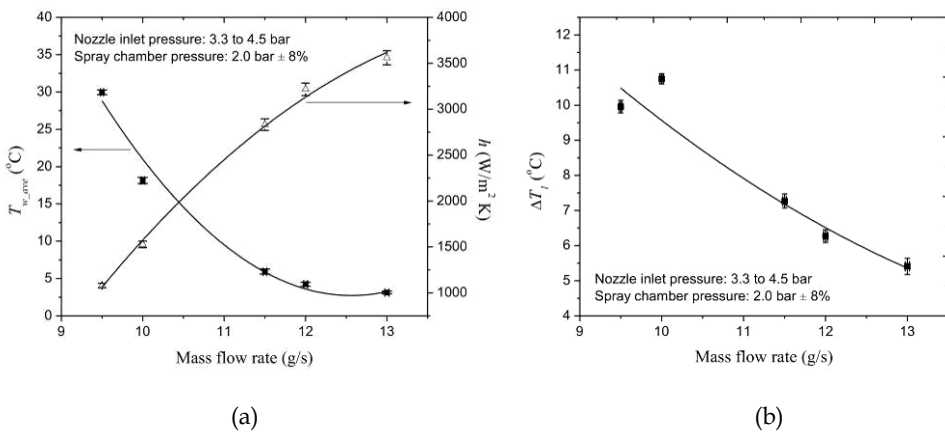 Nozzle inlet pressure: 3.3 to 4.5 bar
Spray chamber pressure: 2.0 bar ± 8%
40
35
30
25
20
15
10
5
0
T_w_ave (°C)
4000
3500
3000
2500
2000
1500
1000
h (W/m² K)
9 10 11 12 13
Mass flow rate (g/s)
(a)
13
12
11
10
9
8
7
6
5
4
ΔT_l (°C)
Nozzle inlet pressure: 3.3 to 4.5 bar
Spray chamber pressure: 2.0 bar ± 8%
9 10 11 12 13
Mass flow rate (g/s)
(b)